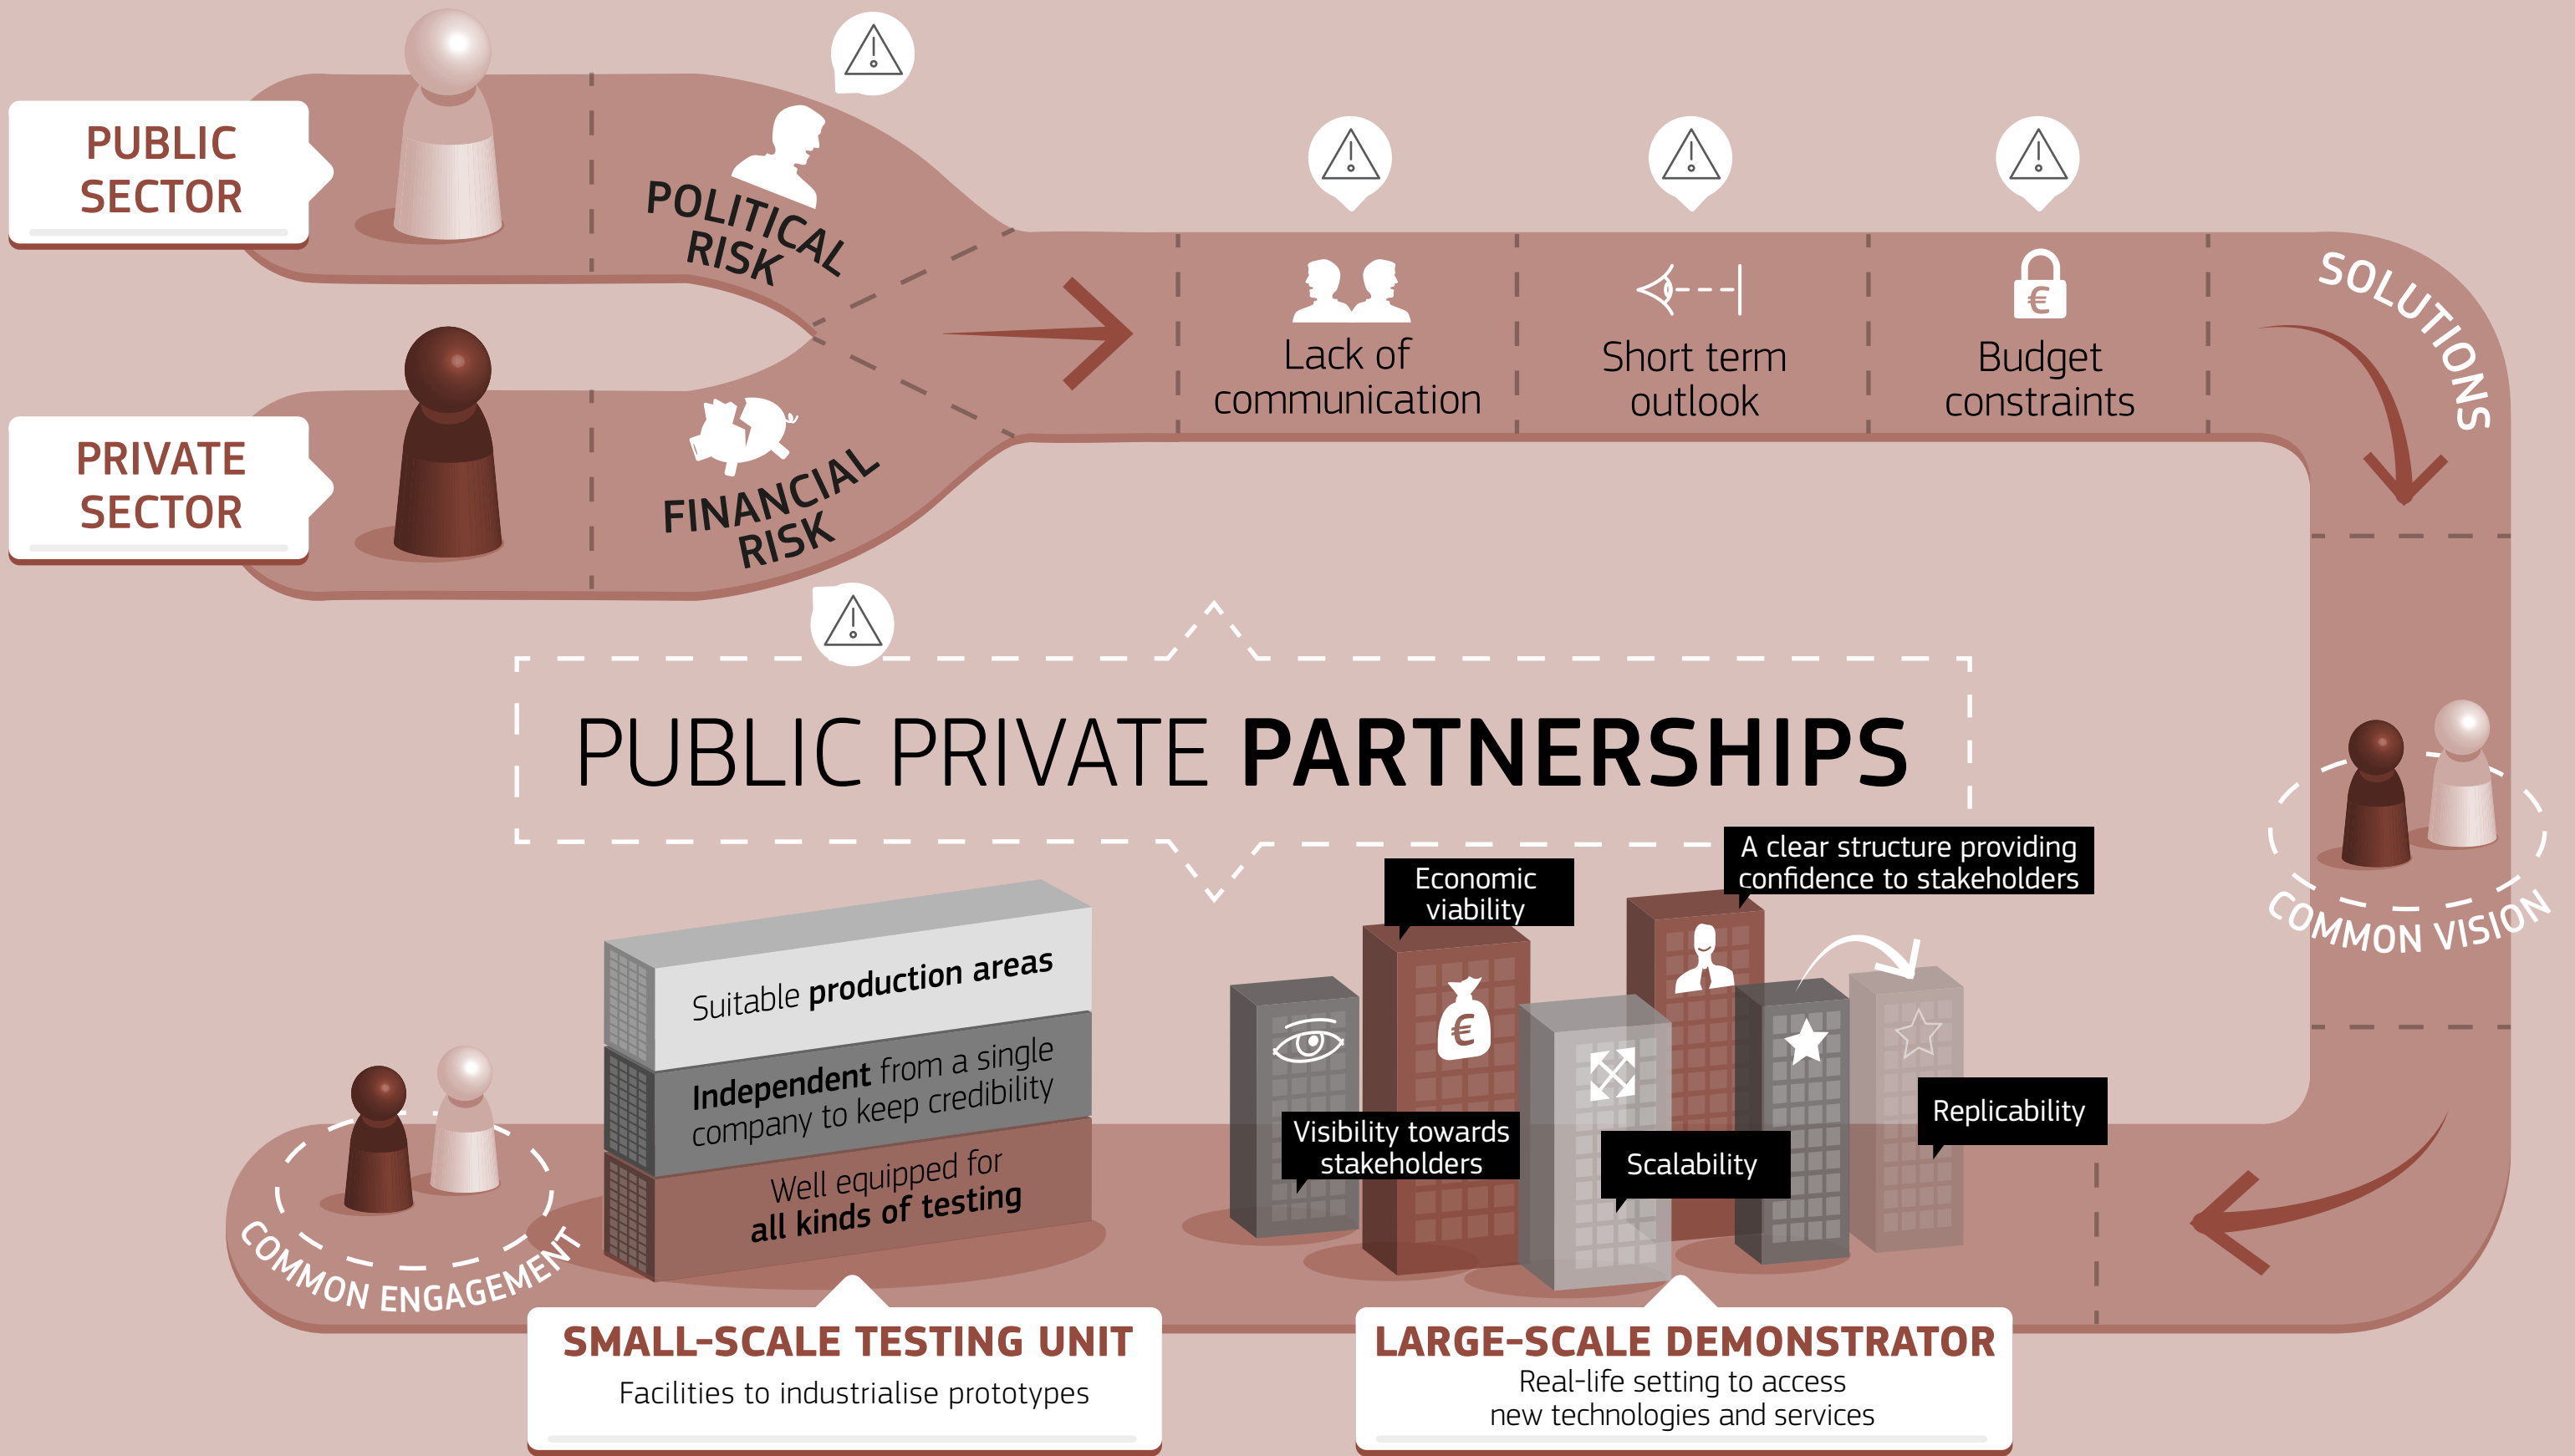 PUBLIC
SECTOR
POLITICAL
RISK
PRIVATE
SECTOR
FINANCIAL
RISK
Lack of
communication
Short term
outlook
€
Budget
constraints
SOLUTIONS
PUBLIC PRIVATE PARTNERSHIPS
COMMON VISION
Economic
viability
A clear structure providing
confidence to stakeholders
€
Visibility towards
stakeholders
Scalability
Replicability
LARGE-SCALE DEMONSTRATOR
Real-life setting to access
new technologies and services
Suitable production areas
Independent from a single
company to keep credibility
Well equipped for
all kinds of testing
SMALL-SCALE TESTING UNIT
Facilities to industrialise prototypes
COMMON ENGAGEMENT